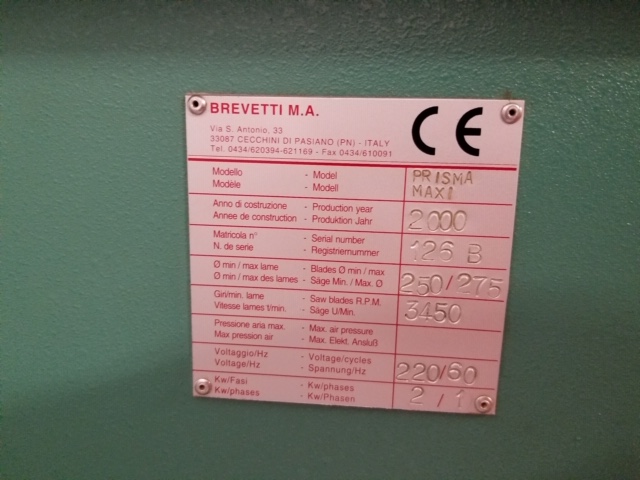 BREVETTI M.A.
CE
Via S. Antonio, 33
33087 CECCHINI DI PASIANO (PN) - ITALY
Tel. 0434/620394-621169 - Fax 0434/610091
Modello - Model PRISMA
Modèle - Modell MAXI
Anno di costruzione - Production year
Annee de construction - Produktion Jahr 2000
Matricola n° - Serial number
N. de serie - Registriernummer 126 B
Ø min / max lame - Blades Ø min / max
Ø min / max des lames - Säge Min. / Max. Ø 250/275
Giri/min. lame - Saw blades R.P.M.
Vitesse lames t/min. - Säge U/Min. 3450
Pressione aria max. - Max. air pressure
Max pression air - Max. Elekt. Ansluß
Voltaggio/Hz - Voltage/cycles
Voltage/Hz - Spannung/Hz 220/60
Kw/Fasi - Kw/phases
Kw/phases - Kw/Phasen 2 / 1